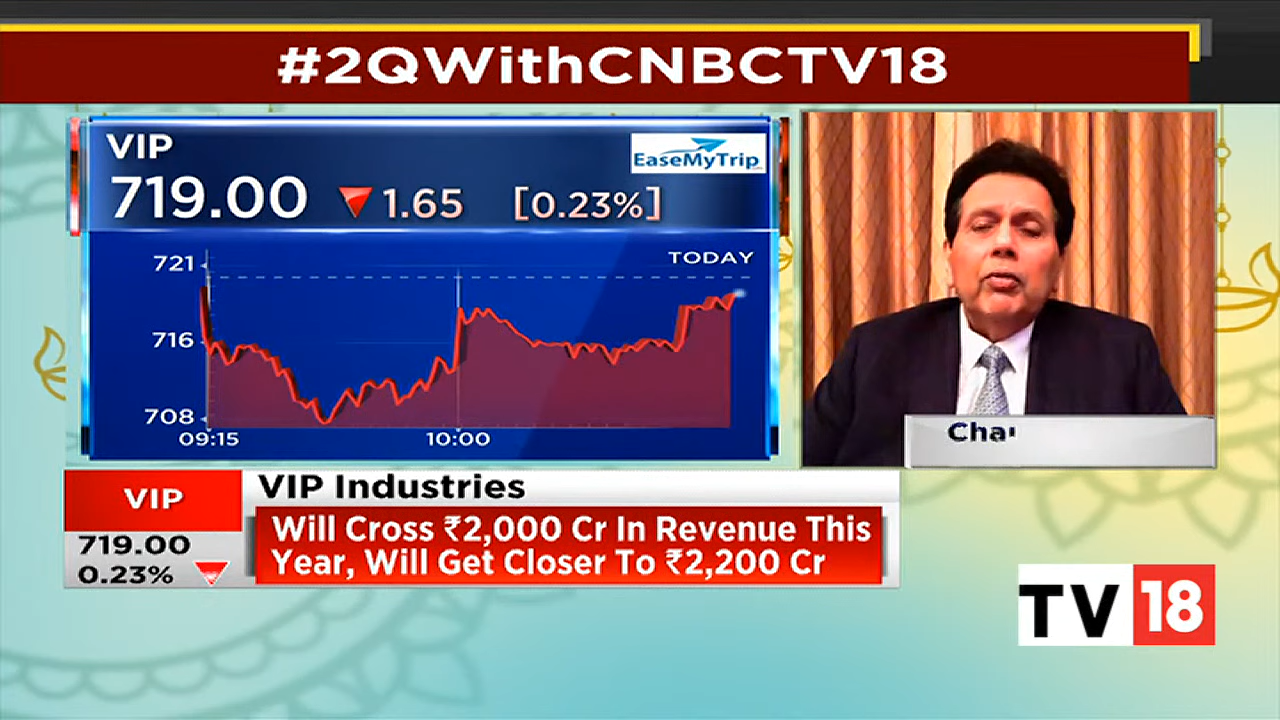 #2QWithCNBCTV18
VIP
EaseMyTrip
719.00 ▼ 1.65 [0.23%]
TODAY
721
716
708
09:15 10:00
VIP
719.00
0.23% ▼
VIP Industries
Will Cross ₹2,000 Cr In Revenue This
Year, Will Get Closer To ₹2,200 Cr
TV 18